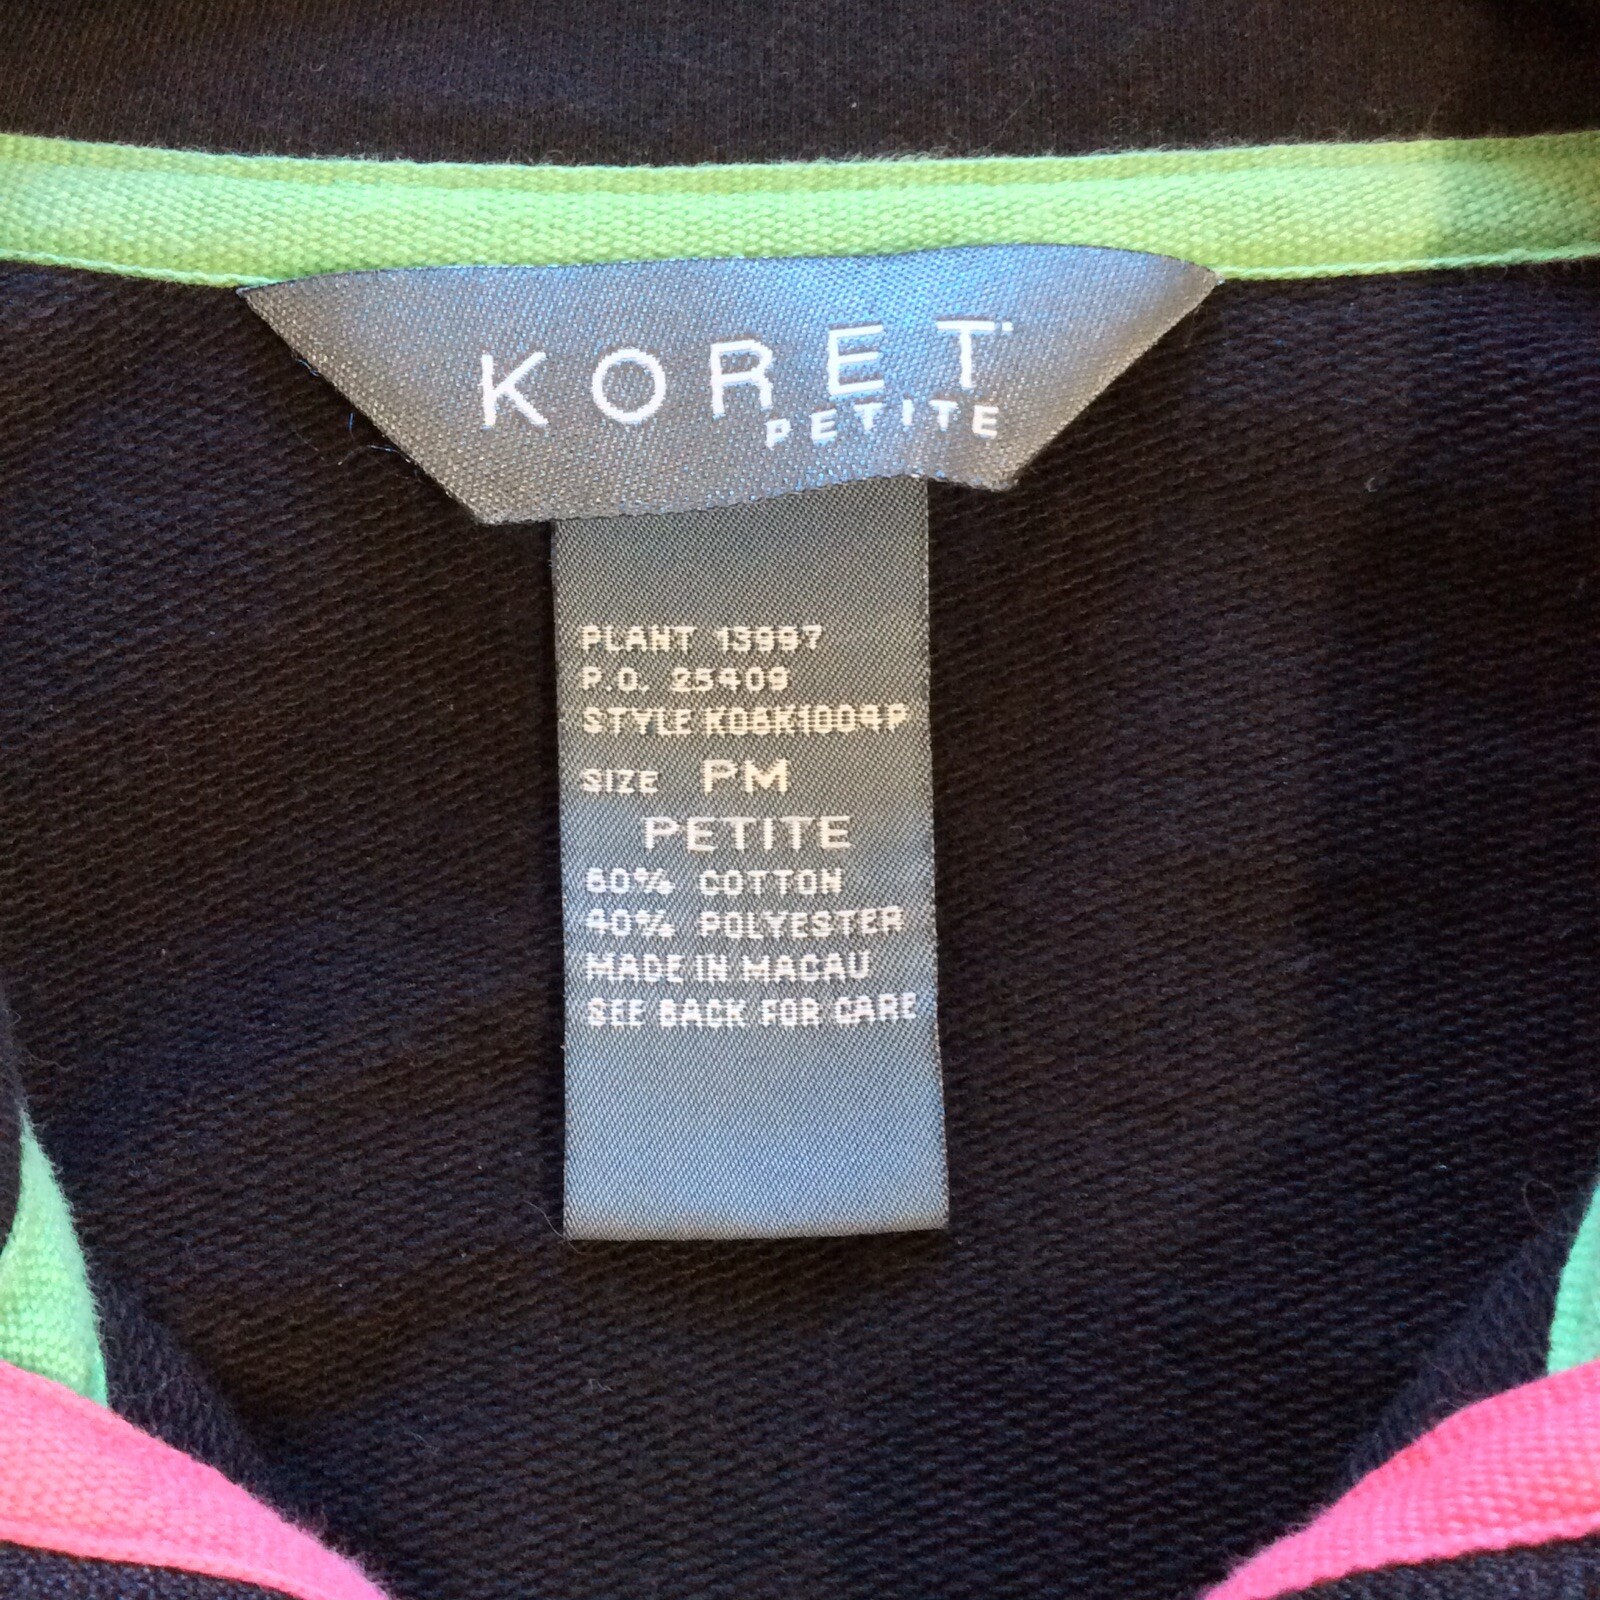 KORET
PETITE
PLANT 13997
P.O. 25409
STYLE K06K1004P
SIZE PM
PETITE
60% COTTON
40% POLYESTER
MADE IN MACAU
SEE BACK FOR CARE